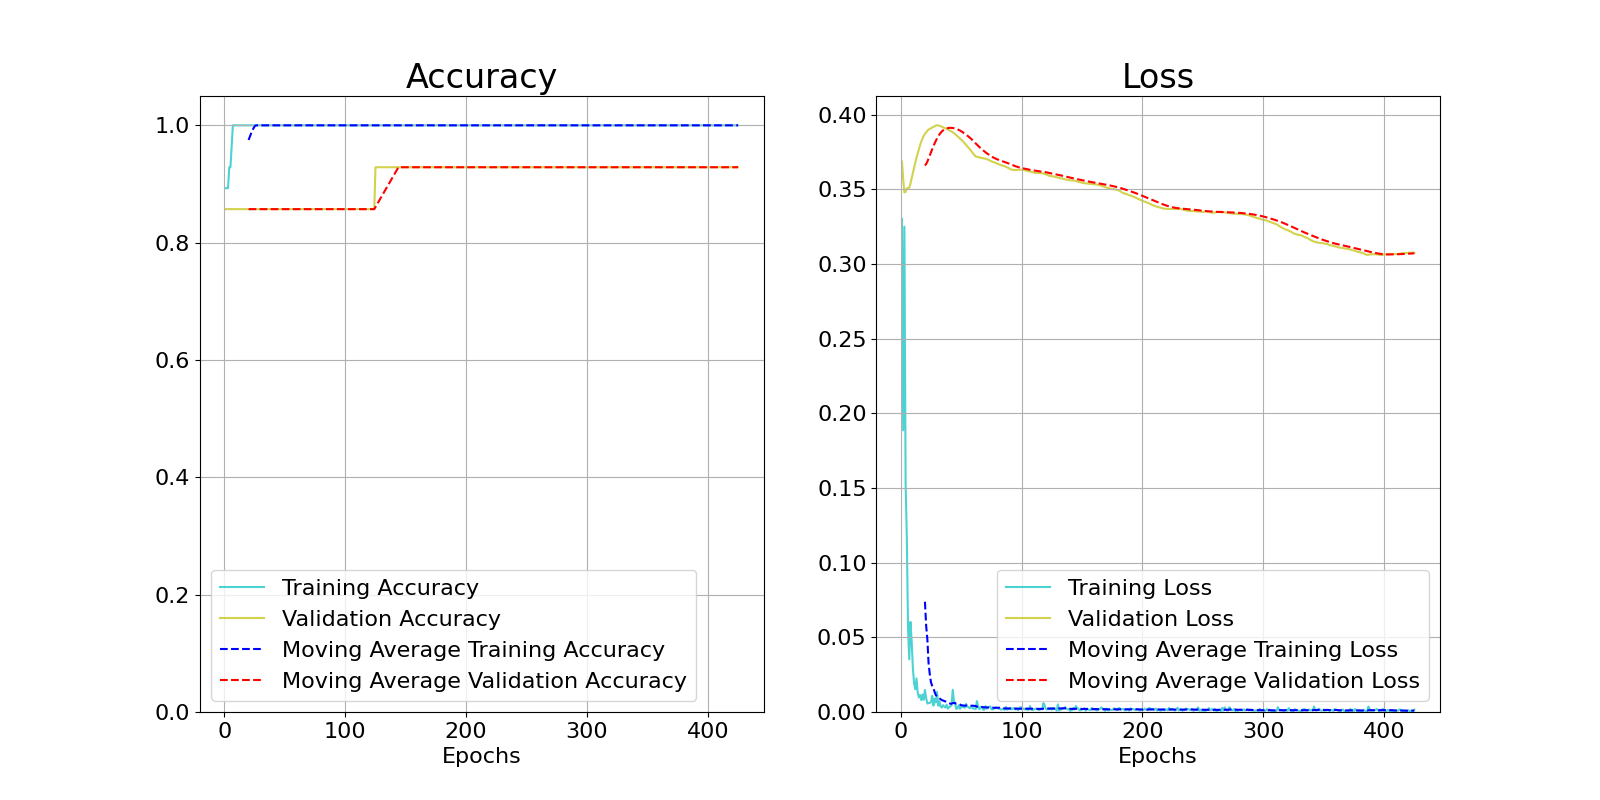 Accuracy
1.0
0.8
0.6
0.4
0.2
0.0
0
100
200
300
400
Epochs
Training Accuracy
Validation Accuracy
Moving Average Training Accuracy
Moving Average Validation Accuracy
Loss
0.40
0.35
0.30
0.25
0.20
0.15
0.10
0.05
0.00
0
100
200
300
400
Epochs
Training Loss
Validation Loss
Moving Average Training Loss
Moving Average Validation Loss